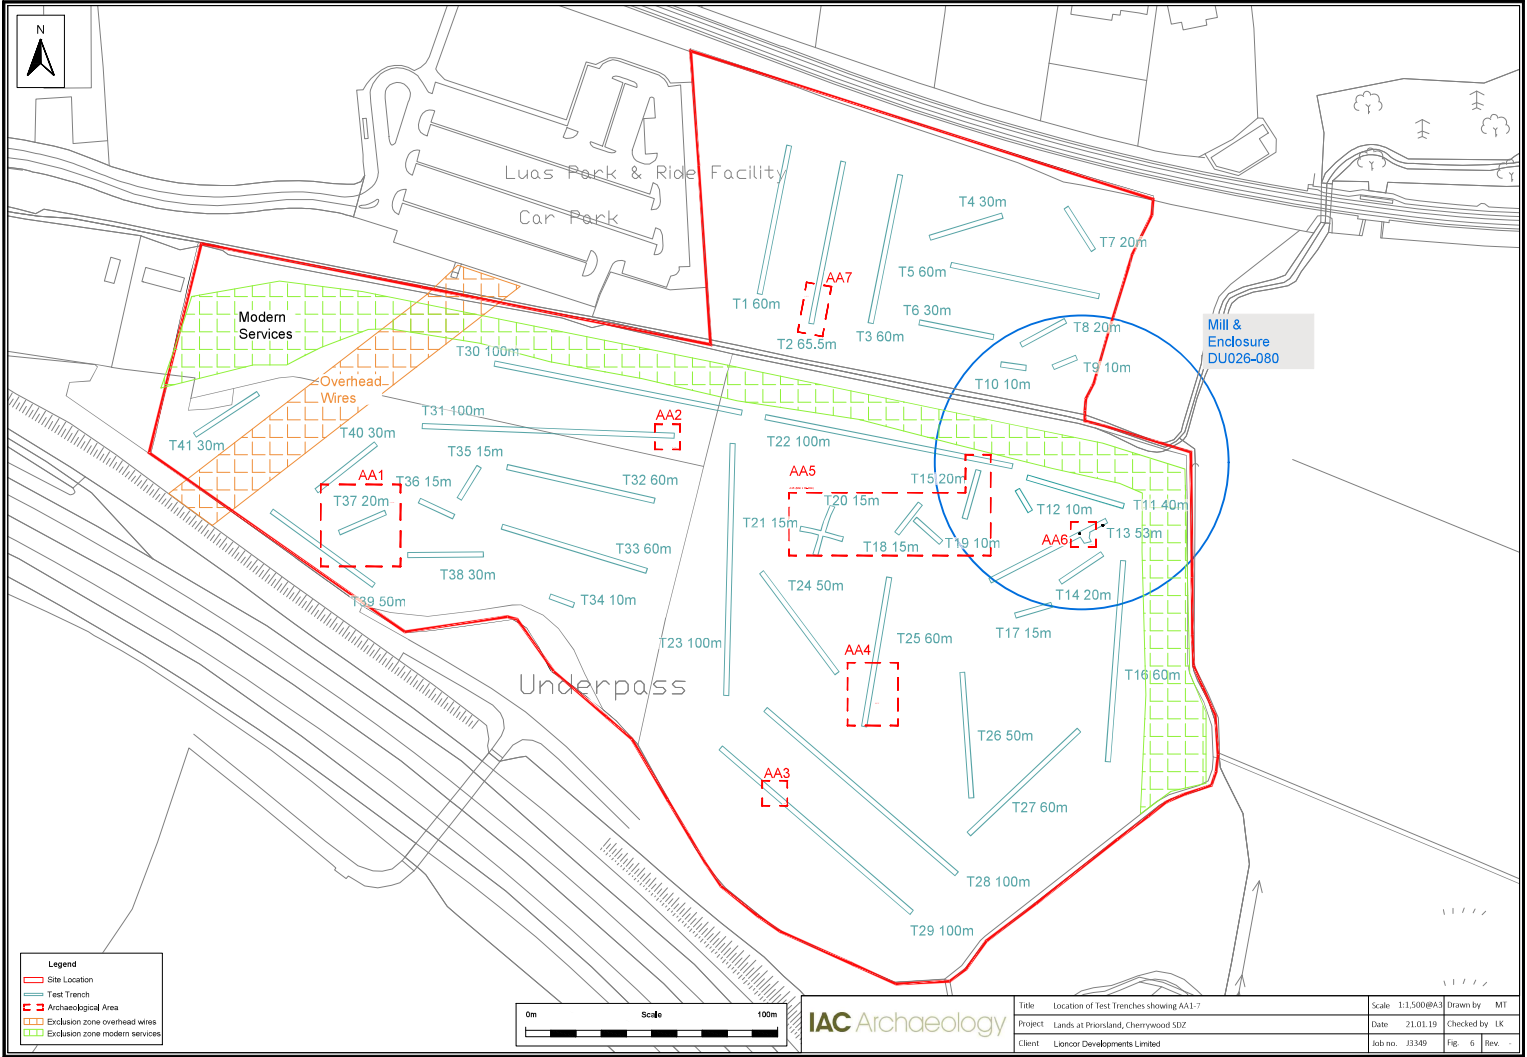 N
Luas Park & Ride Facility
Car Park
T4 30m
T7 20m
T5 60m
AA7
T1 60m
T6 30m
T2 65.5m
T3 60m
T8 20m
Mill &
Enclosure
DU026-080
T9 10m
T10 10m
Modern
Services
T30 100m
Overhead
Wires
T31 100m
AA2
T41 30m
T40 30m
T22 100m
T35 15m
AA1
T36 15m
T32 60m
AA5
T15 20m
T37 20m
T20 15m
T12 10m
T11 40m
T21 15m
T13 53m
AA6
T18 15m
T19 10m
T33 60m
T38 30m
T24 50m
T14 20m
T39 50m
T34 10m
T17 15m
T23 100m
T25 60m
AA4
T16 60m
Underpass
T26 50m
AA3
T27 60m
T28 100m
T29 100m
Legend
Site Location
Test Trench
Archaeological Area
Exclusion zone overhead wires
Exclusion zone modern services
0m Scale 100m
IAC Archaeology
Title Location of Test Trenches showing AA1-7
Project Lands at Priorsland, Cherrywood SDZ
Client Lioncor Developments Limited
Scale 1:1,500@A3 Drawn by MT
Date 21.01.19 Checked by LK
Job no. J3349 Fig. 6 Rev. -